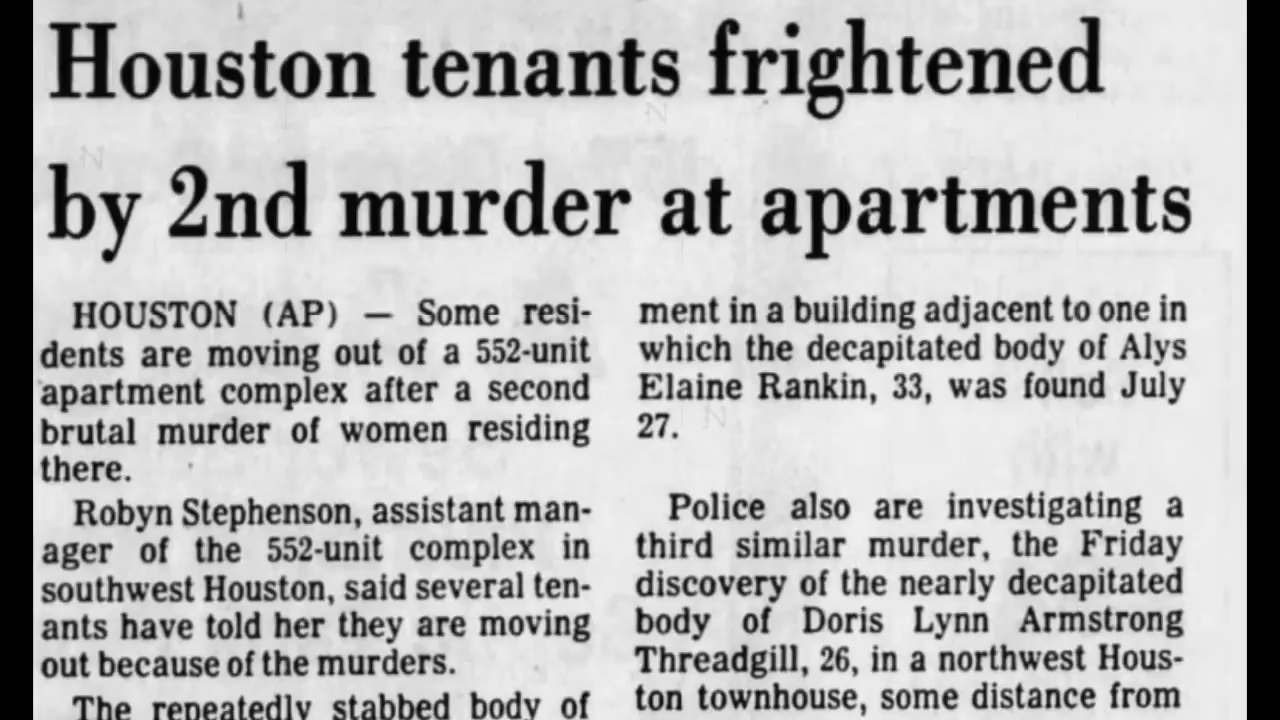 Houston tenants frightened
by 2nd murder at apartments
HOUSTON (AP) — Some resi-
dents are moving out of a 552-unit
apartment complex after a second
brutal murder of women residing
there.
Robyn Stephenson, assistant man-
ager of the 552-unit complex in
southwest Houston, said several ten-
ants have told her they are moving
out because of the murders.
The repeatedly stabbed body of
ment in a building adjacent to one in
which the decapitated body of Alys
Elaine Rankin, 33, was found July
27.
Police also are investigating a
third similar murder, the Friday
discovery of the nearly decapitated
body of Doris Lynn Armstrong
Threadgill, 26, in a northwest Hous-
ton townhouse, some distance from